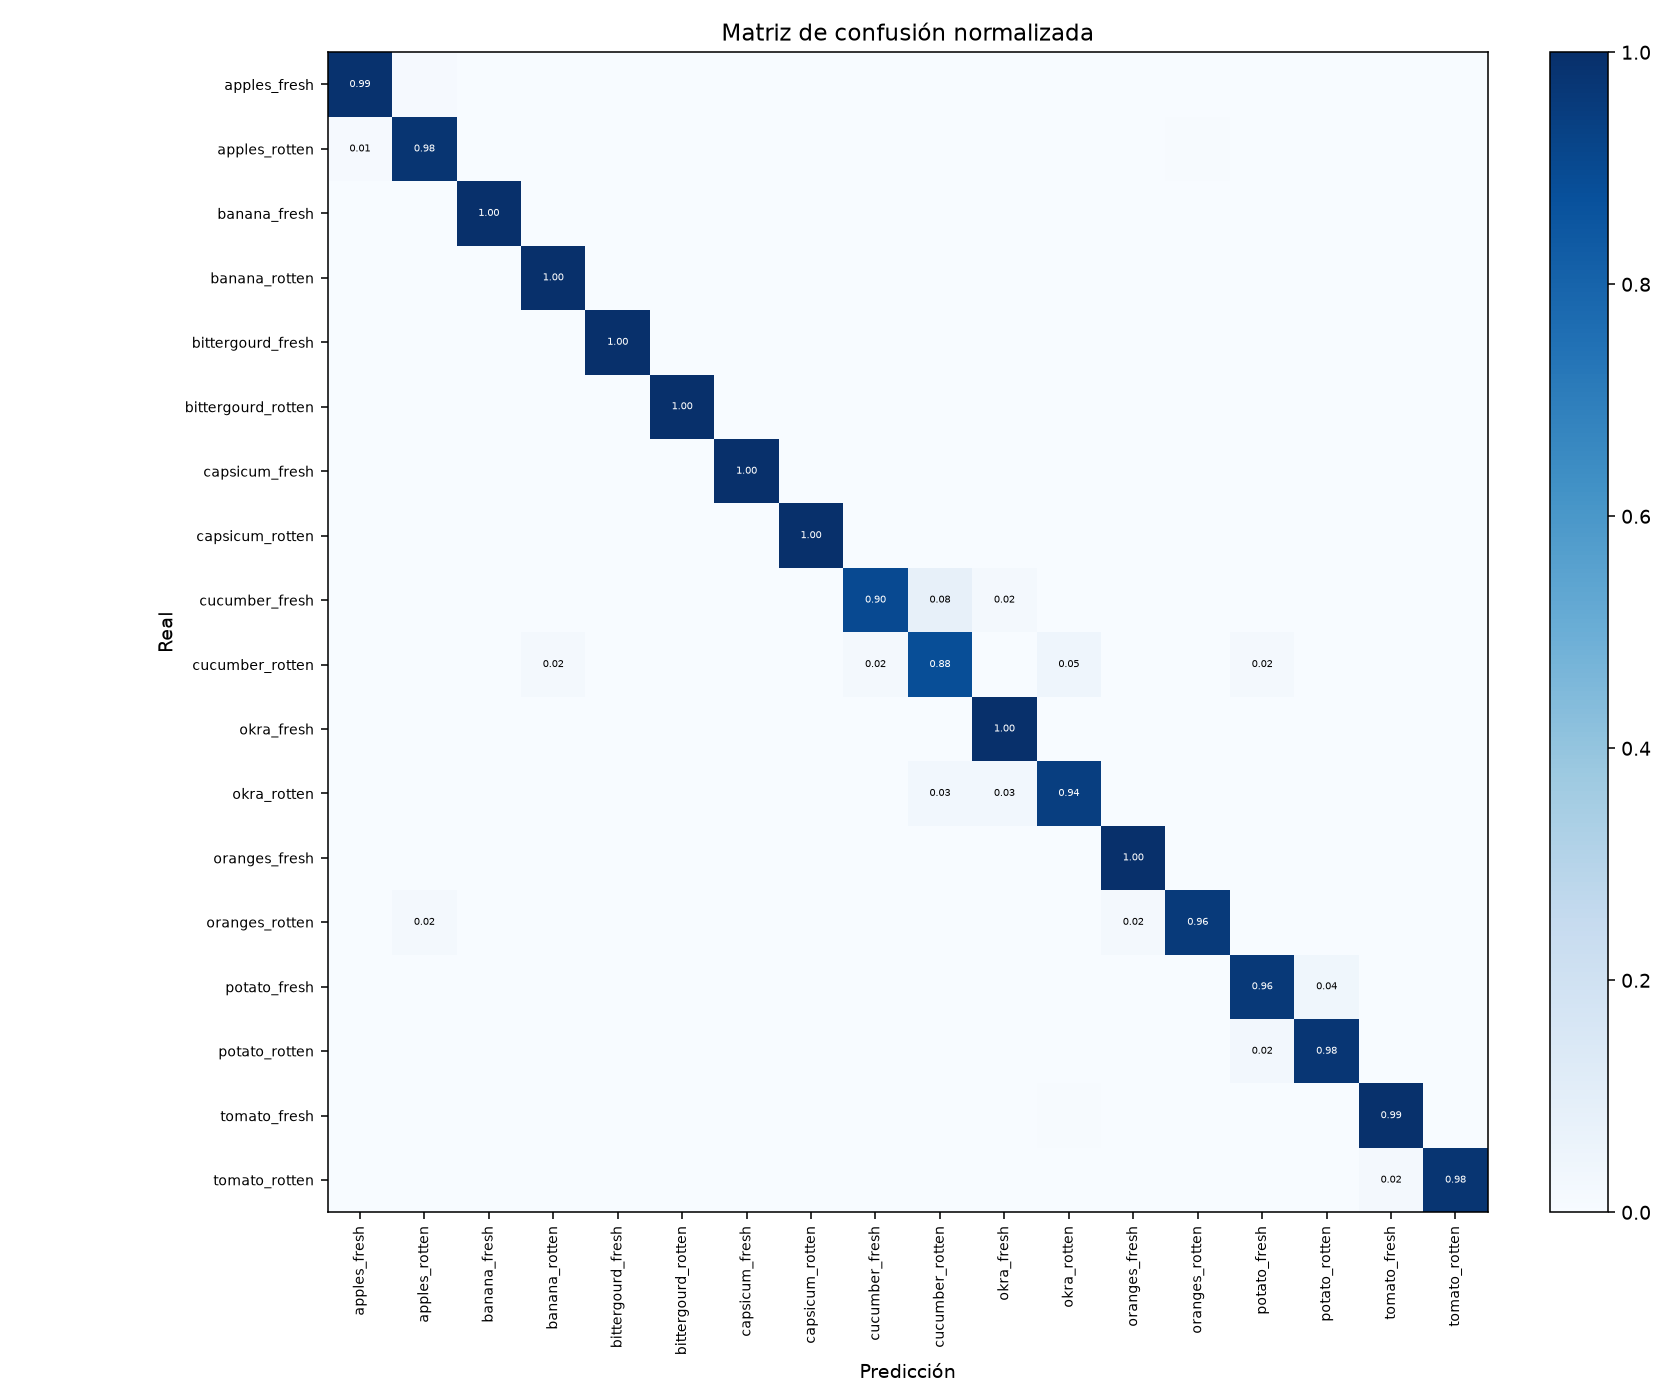 Matriz de confusión normalizada
Real
apples_fresh 0.99
apples_rotten 0.01 0.98
banana_fresh 1.00
banana_rotten 1.00
bittergourd_fresh 1.00
bittergourd_rotten 1.00
capsicum_fresh 1.00
capsicum_rotten 1.00
cucumber_fresh 0.90 0.08 0.02
cucumber_rotten 0.02 0.02 0.88 0.05 0.02
okra_fresh 1.00
okra_rotten 0.03 0.03 0.94
oranges_fresh 1.00
oranges_rotten 0.02 0.02 0.96
potato_fresh 0.96 0.04
potato_rotten 0.02 0.98
tomato_fresh 0.99
tomato_rotten 0.02 0.98
apples_fresh
apples_rotten
banana_fresh
banana_rotten
bittergourd_fresh
bittergourd_rotten
capsicum_fresh
capsicum_rotten
cucumber_fresh
cucumber_rotten
okra_fresh
okra_rotten
oranges_fresh
oranges_rotten
potato_fresh
potato_rotten
tomato_fresh
tomato_rotten
Predicción
1.0
0.8
0.6
0.4
0.2
0.0